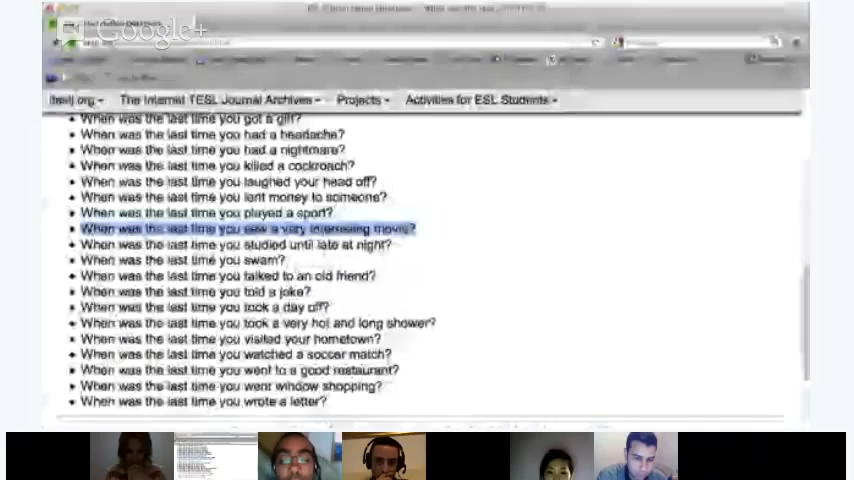 Google+
iteslj.org The Internet TESL Journal Archives Projects Activities for ESL Students
When was the last time you got a gift?
When was the last time you had a headache?
When was the last time you had a nightmare?
When was the last time you killed a cockroach?
When was the last time you laughed your head off?
When was the last time you lent money to someone?
When was the last time you played a sport?
When was the last time you saw a very interesting movie?
When was the last time you studied until late at night?
When was the last time you swam?
When was the last time you talked to an old friend?
When was the last time you told a joke?
When was the last time you took a day off?
When was the last time you took a very hot and long shower?
When was the last time you visited your hometown?
When was the last time you watched a soccer match?
When was the last time you went to a good restaurant?
When was the last time you went window shopping?
When was the last time you wrote a letter?